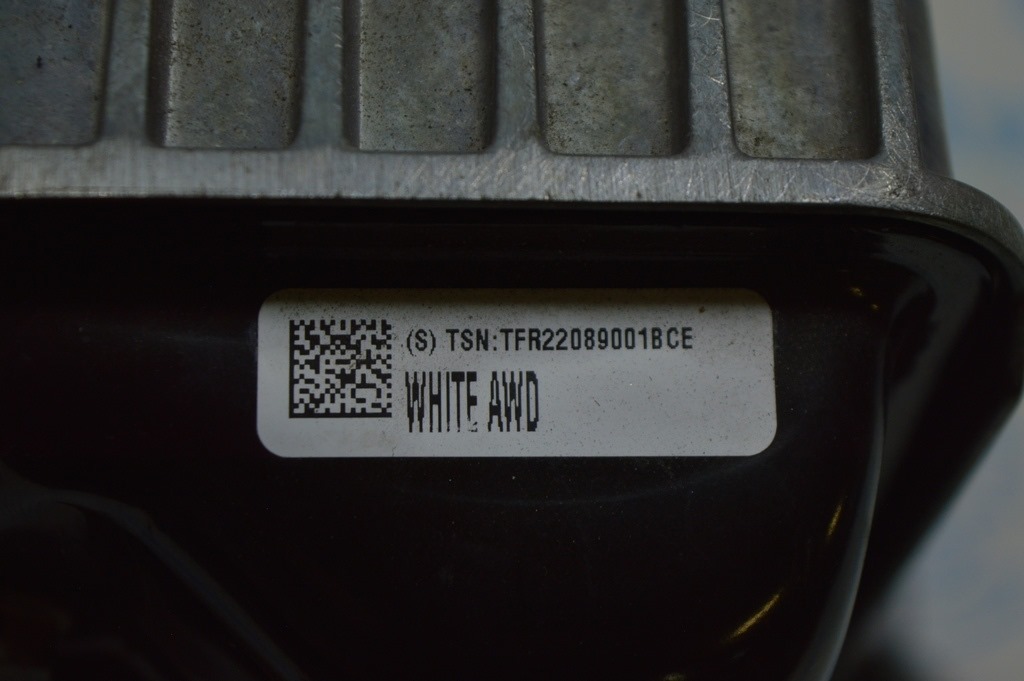 (S) TSN:TFR22089001BCE
WHITE AWD